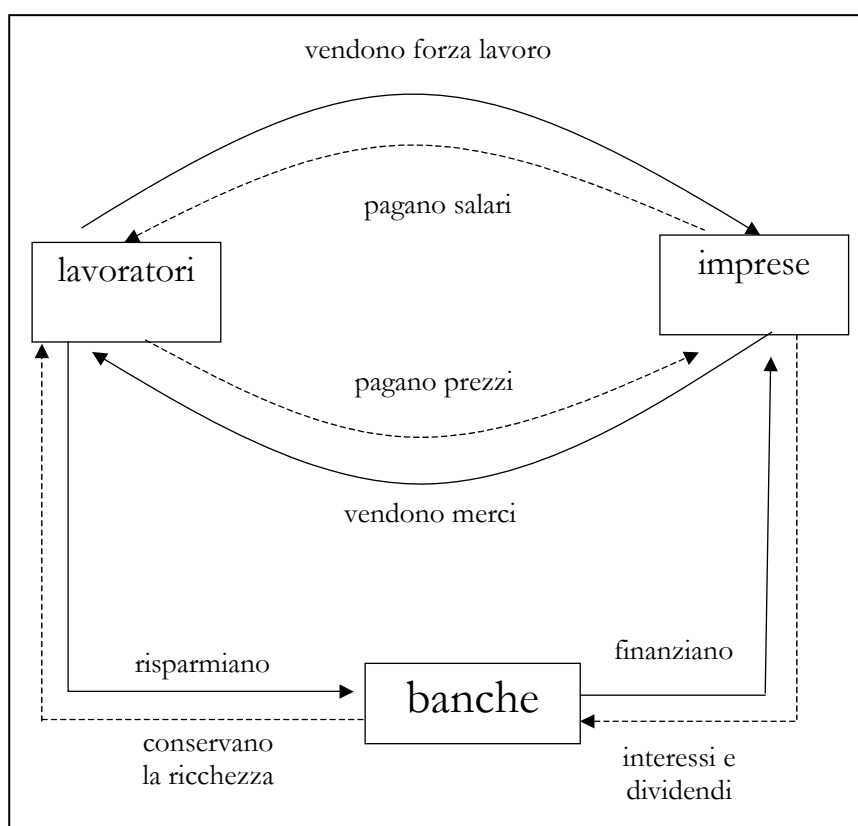 vendono forza lavoro
pagano salari
lavoratori
imprese
pagano prezzi
vendono merci
risparmiano
finanziano
banche
conservano
la ricchezza
interessi e
dividendi